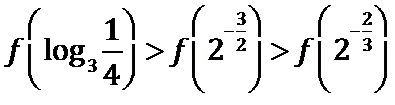 f(log₃ 1/4) > f(2^(-3/2)) > f(2^(-2/3))